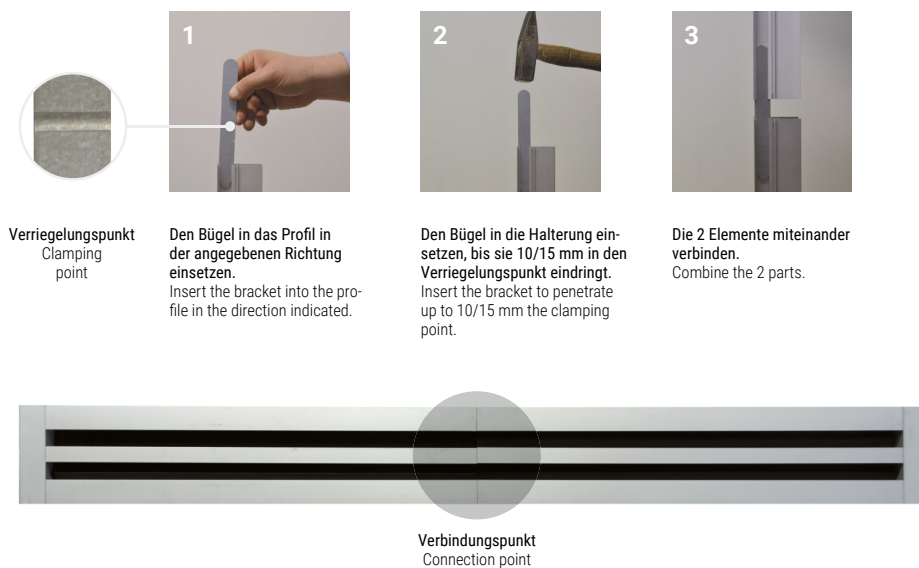 1
2
3
Verriegelungspunkt
Clamping
point
Den Bügel in das Profil in
der angegebenen Richtung
einsetzen.
Insert the bracket into the pro-
file in the direction indicated.
Den Bügel in die Halterung ein-
setzen, bis sie 10/15 mm in den
Verriegelungspunkt eindringt.
Insert the bracket to penetrate
up to 10/15 mm the clamping
point.
Die 2 Elemente miteinander
verbinden.
Combine the 2 parts.
Verbindungspunkt
Connection point